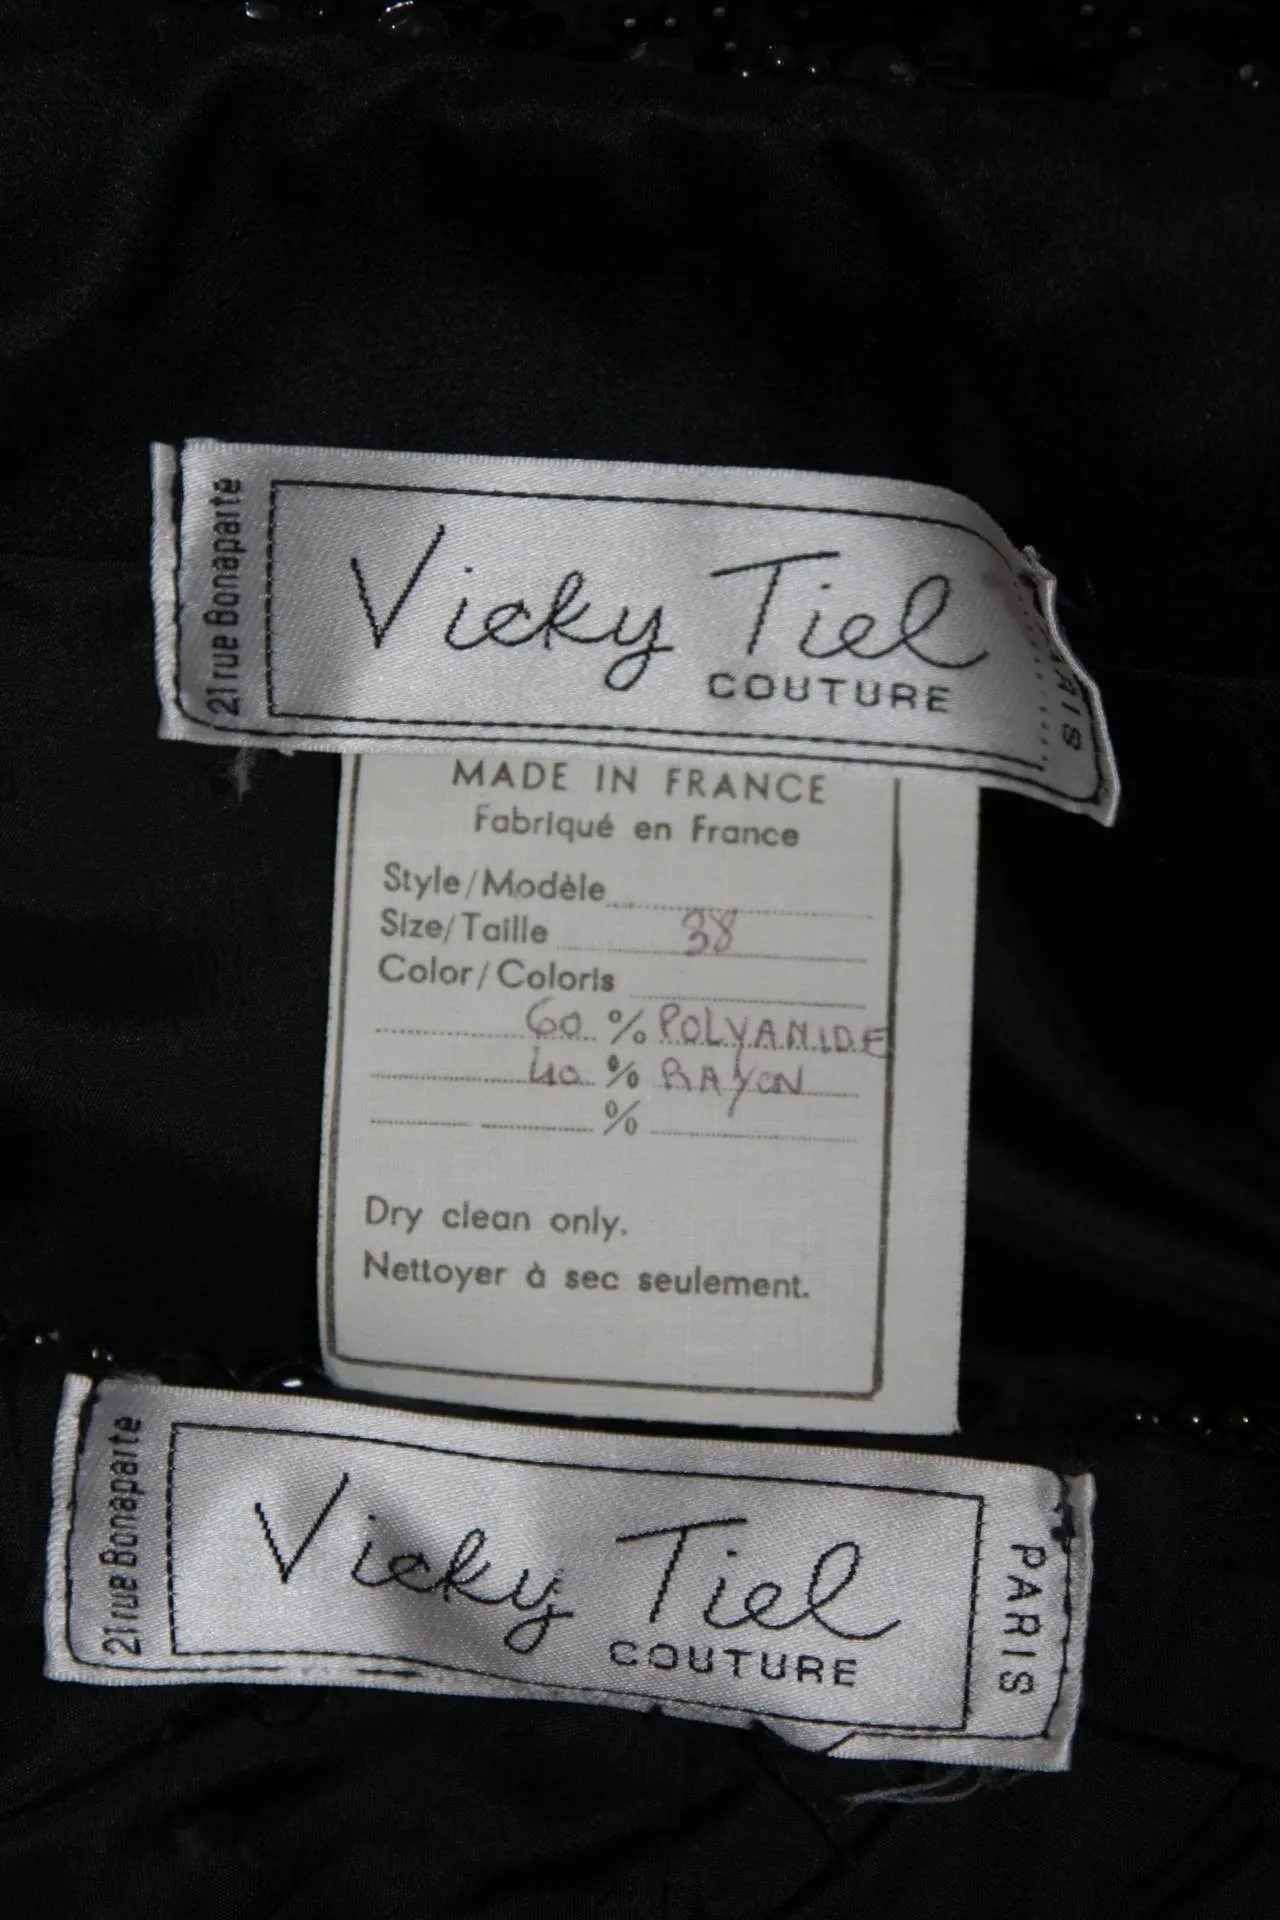 21 rue Bonaparte
Vicky Tiel
COUTURE
PARIS
MADE IN FRANCE
Fabriqué en France
Style/Modèle
Size/Taille 38
Color/Coloris
60 % POLYAMIDE
40 % RAYON
%
Dry clean only.
Nettoyer à sec seulement.
21 rue Bonaparte
Vicky Tiel
COUTURE
PARIS